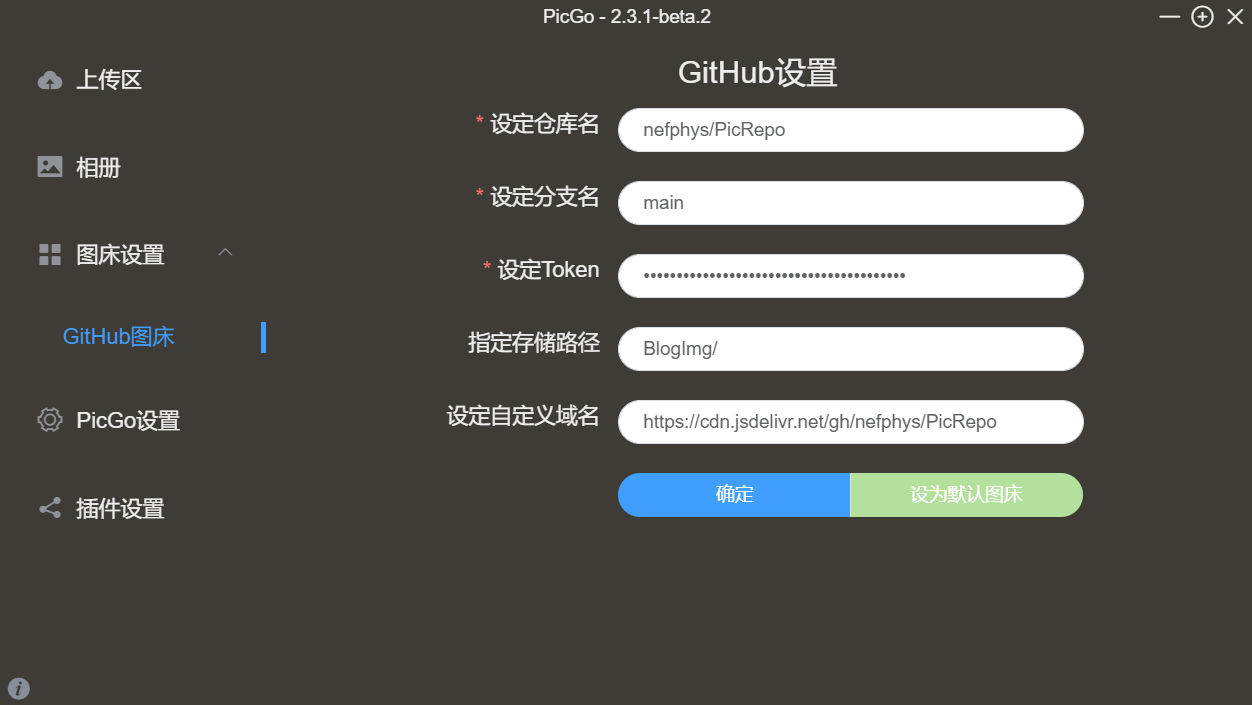 PicGo - 2.3.1-beta.2
上传区
相册
图床设置
GitHub图床
PicGo设置
插件设置
GitHub设置
* 设定仓库名
nefphys/PicRepo
* 设定分支名
main
* 设定Token
••••••••••••••••••••••••••••••••••••••••
指定存储路径
BlogImg/
设定自定义域名
https://cdn.jsdelivr.net/gh/nefphys/PicRepo
确定
设为默认图床